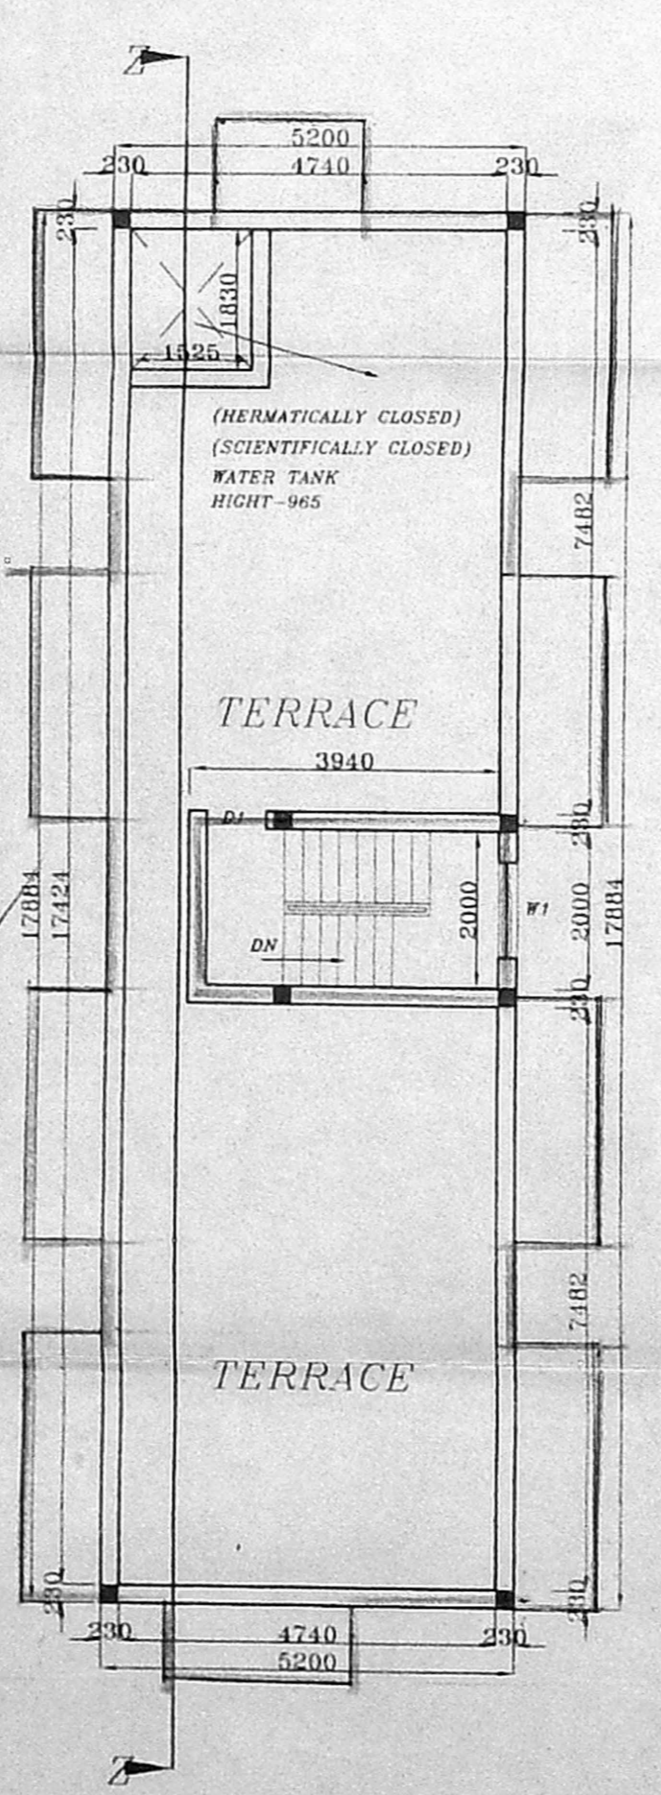 Z
5200
230 4740 230
230
230
1830
1525
(HERMATICALLY CLOSED)
(SCIENTIFICALLY CLOSED)
WATER TANK
HIGHT-965
7482
TERRACE
3940
D1
230
17884
17424
2000
W1
2000
17884
DN
230
7482
TERRACE
230
230
230 4740 230
5200
Z